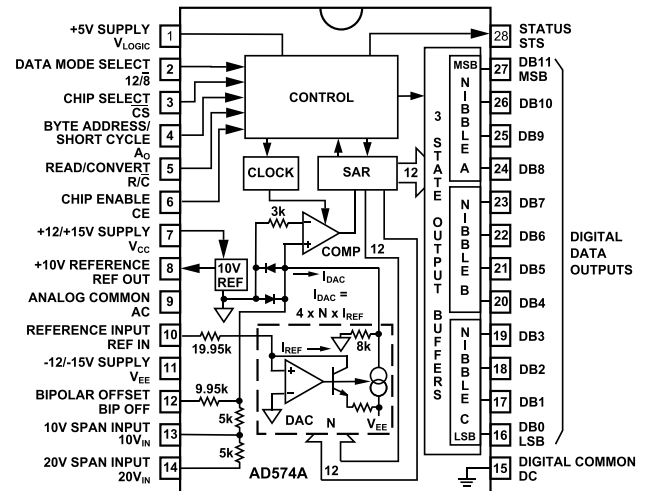 +5V SUPPLY
VLOGIC
1
DATA MODE SELECT
12/8̅
2
CHIP SELECT
C̅S̅
3
BYTE ADDRESS/
SHORT CYCLE
AO
4
READ/CONVERT
R/C̅
5
CHIP ENABLE
CE
6
+12/+15V SUPPLY
VCC
7
+10V REFERENCE
REF OUT
8
ANALOG COMMON
AC
9
REFERENCE INPUT
REF IN
10
-12/-15V SUPPLY
VEE
11
BIPOLAR OFFSET
BIP OFF
12
10V SPAN INPUT
10VIN
13
20V SPAN INPUT
20VIN
14
CONTROL
CLOCK
SAR
12
3k
COMP
12
10V
REF
IDAC
IDAC =
4 x N x IREF
19.95k
IREF
8k
9.95k
5k
5k
DAC
N
VEE
12
AD574A
3 STATE OUTPUT BUFFERS
MSB
NIBBLE A
NIBBLE B
NIBBLE C
LSB
28
STATUS
STS
27
DB11
MSB
26
DB10
25
DB9
24
DB8
23
DB7
22
DB6
21
DB5
20
DB4
19
DB3
18
DB2
17
DB1
16
DB0
LSB
15
DIGITAL COMMON
DC
DIGITAL
DATA
OUTPUTS